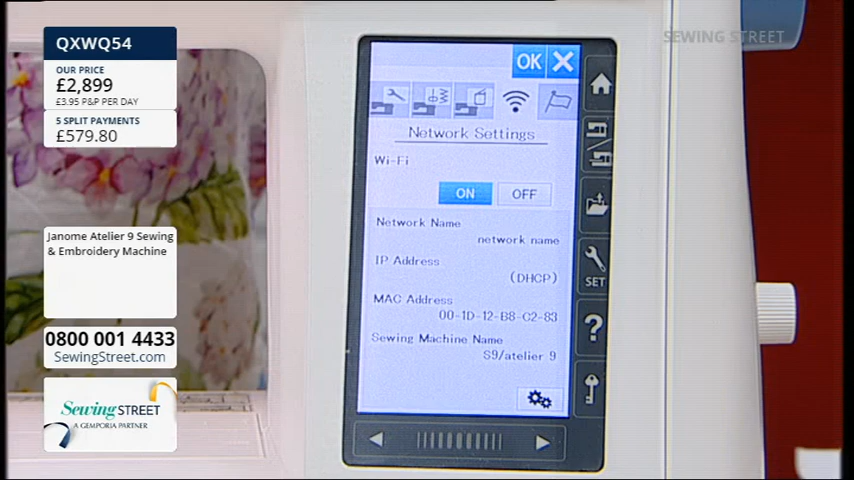 QXWQ54
OUR PRICE
£2,899
£3.95 P&P PER DAY
5 SPLIT PAYMENTS
£579.80
Janome Atelier 9 Sewing
& Embroidery Machine
0800 001 4433
SewingStreet.com
Sewing STREET
A GEMPORIA PARTNER
SEWING STREET
OK
Network Settings
Wi-Fi
ON OFF
Network Name
network name
IP Address
(DHCP)
MAC Address
00-1D-12-B8-C2-83
Sewing Machine Name
S9/atelier 9
SET
?